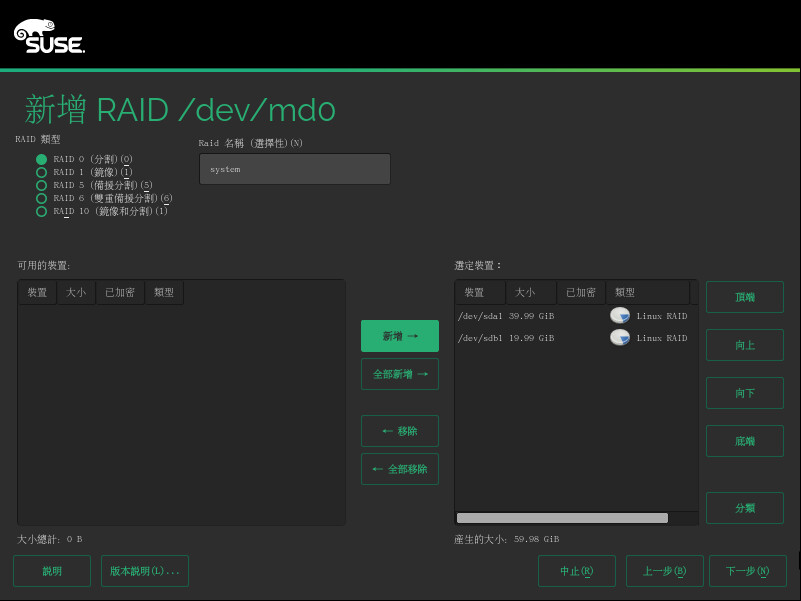 SUSE
新增 RAID /dev/md0
RAID 類型
Raid 名稱 (選擇性)(N)
RAID 0 (分割)(0)
RAID 1 (鏡像)(1)
RAID 5 (備援分割)(5)
RAID 6 (雙重備援分割)(6)
RAID 10 (鏡像和分割)(1)
system
可用的裝置:
選定裝置：
裝置 大小 已加密 類型
裝置 大小 已加密 類型
/dev/sda1 39.99 GiB Linux RAID
/dev/sdb1 19.99 GiB Linux RAID
新增 →
全部新增 →
← 移除
← 全部移除
頂端
向上
向下
底端
分類
大小總計: 0 B
產生的大小: 59.98 GiB
說明
版本說明(L)...
中止(R)
上一步(B)
下一步(N)